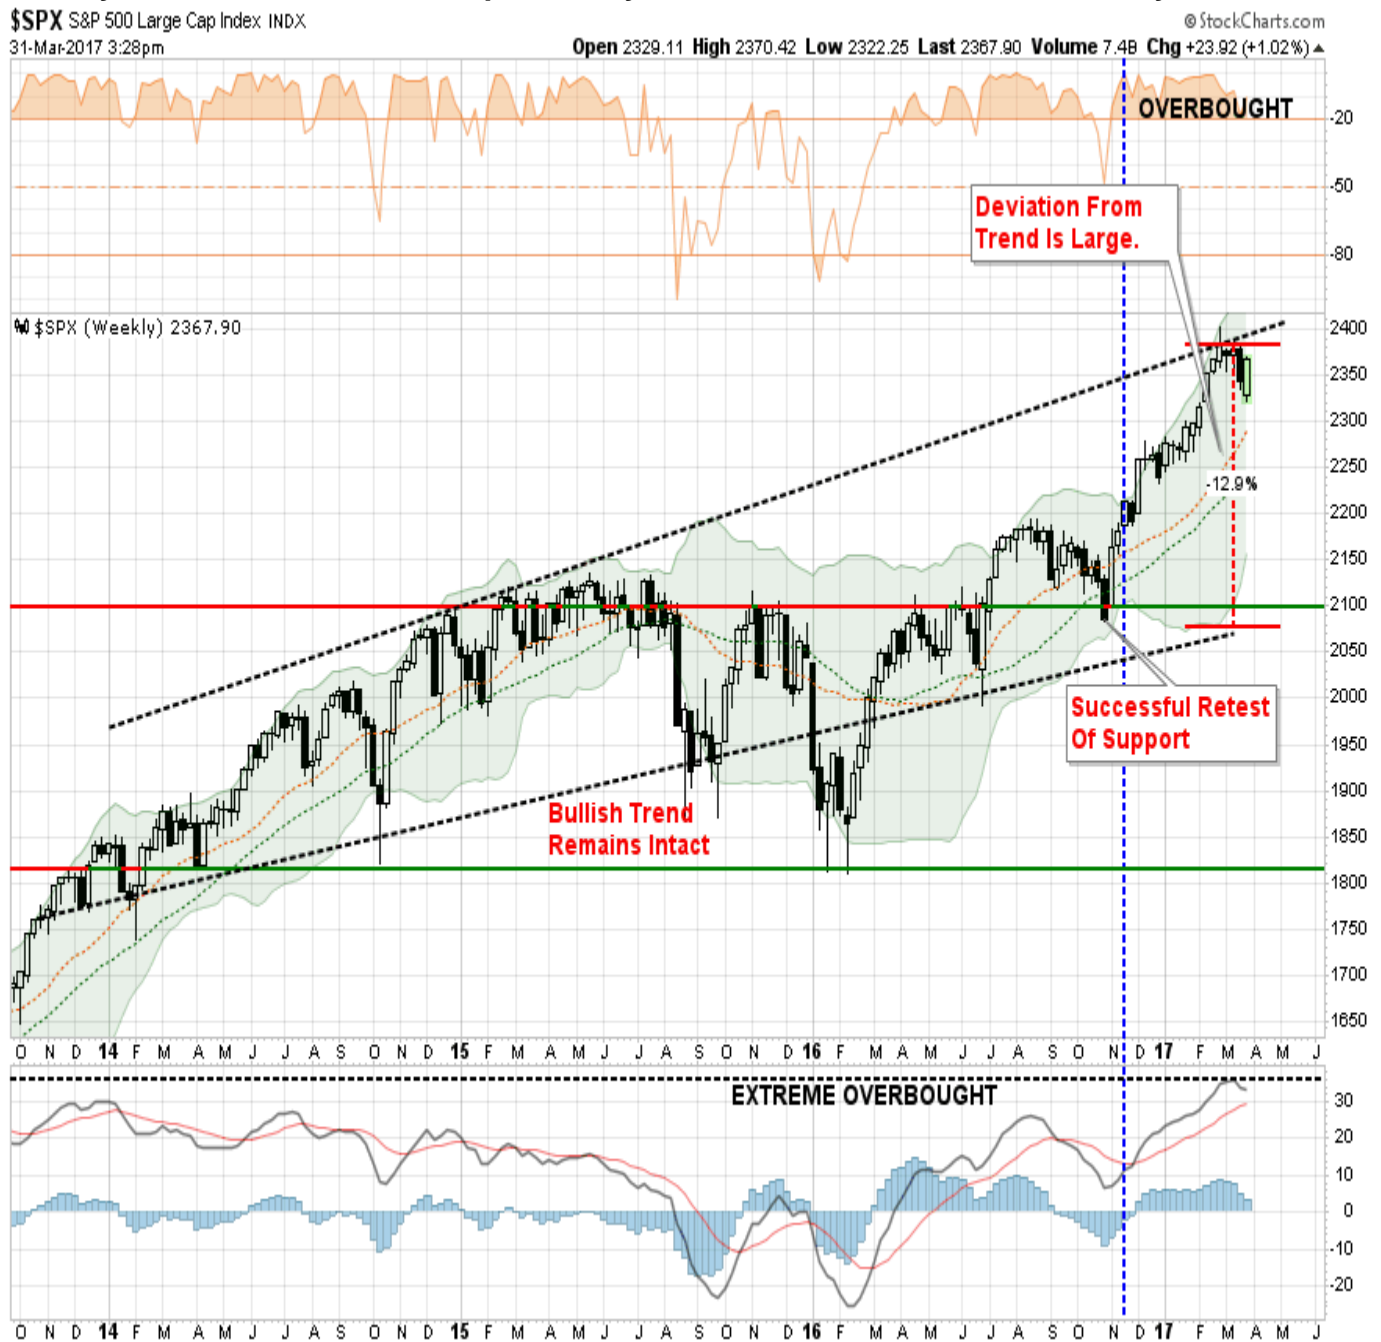 $SPX S&P 500 Large Cap Index INDX
© StockCharts.com
31-Mar-2017 3:28pm
Open 2329.11 High 2370.42 Low 2322.25 Last 2367.90 Volume 7.4B Chg +23.92 (+1.02%) ▲
OVERBOUGHT
-20
-50
-80
Deviation From
Trend Is Large.
$SPX (Weekly) 2367.90
2400
2350
2300
2250
2200
2150
2100
2050
2000
1950
1900
1850
1800
1750
1700
1650
-12.9%
Successful Retest
Of Support
Bullish Trend
Remains Intact
O N D 14 F M A M J J A S O N D 15 F M A M J J A S O N D 16 F M A M J J A S O N D 17 F M A M J
EXTREME OVERBOUGHT
30
20
10
0
-10
-20
O N D 14 F M A M J J A S O N D 15 F M A M J J A S O N D 16 F M A M J J A S O N D 17 F M A M J